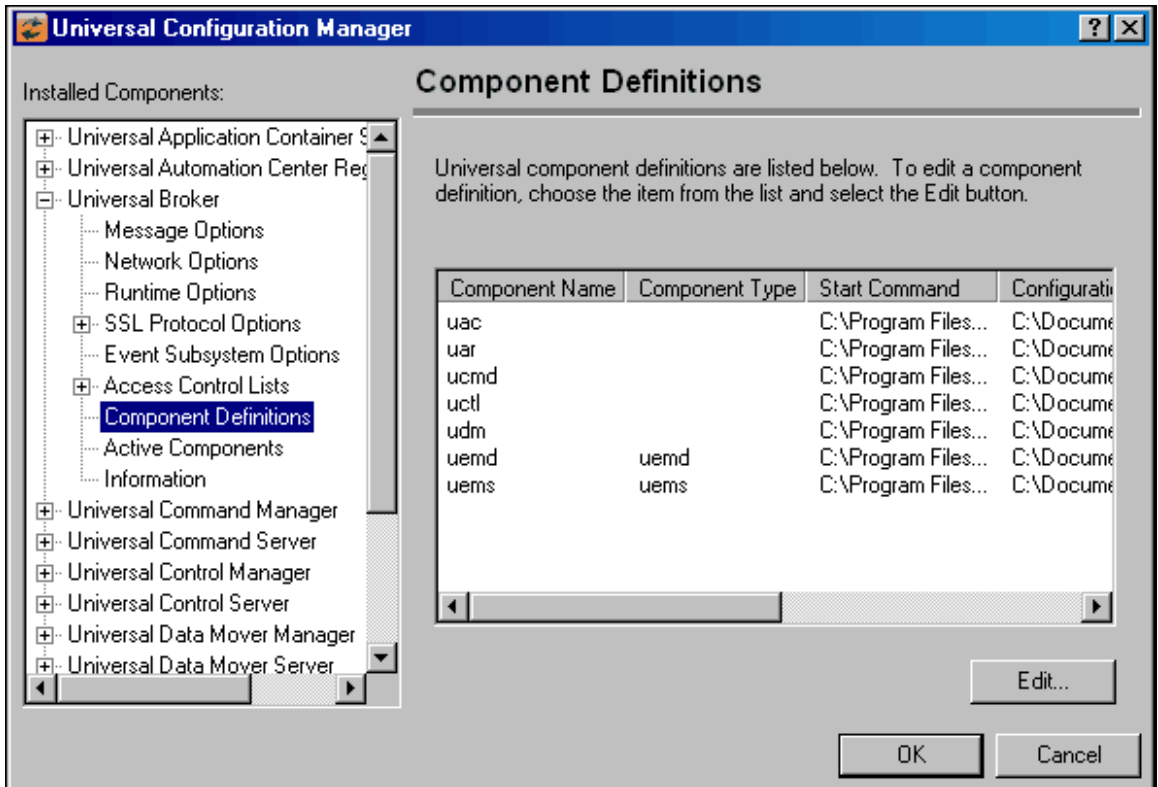 Universal Configuration Manager
Installed Components:
Universal Application Container S
Universal Automation Center Reg
Universal Broker
Message Options
Network Options
Runtime Options
SSL Protocol Options
Event Subsystem Options
Access Control Lists
Component Definitions
Active Components
Information
Universal Command Manager
Universal Command Server
Universal Control Manager
Universal Control Server
Universal Data Mover Manager
Universal Data Mover Server
Component Definitions
Universal component definitions are listed below. To edit a component
definition, choose the item from the list and select the Edit button.
Component Name Component Type Start Command Configurati
uac C:\Program Files... C:\Docume
uar C:\Program Files... C:\Docume
ucmd C:\Program Files... C:\Docume
uctl C:\Program Files... C:\Docume
udm C:\Program Files... C:\Docume
uemd uemd C:\Program Files... C:\Docume
uems uems C:\Program Files... C:\Docume
Edit...
OK Cancel